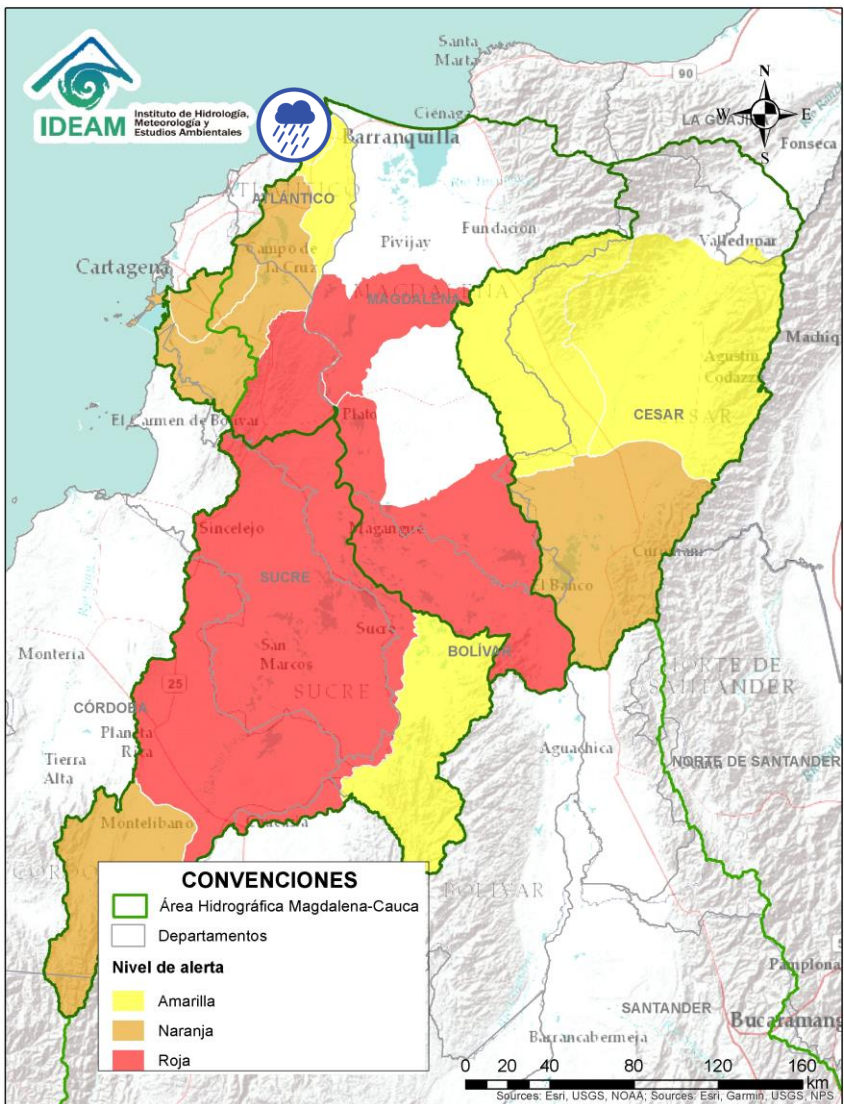 Santa
Marta
90
N
W E
S
IDEAM
Instituto de Hidrología,
Meteorología y
Estudios Ambientales
Ciénaga
LA GUAJI
Fonseca
Barranquilla
ATLÁNTICO
Pivijay
Fundación
Valledupar
Campo de
la Cruz
Cartagena
MAGDALENA
Machiq
Agustín
Codazzi
El Carmen de Bolívar
Plato
CESAR
Sincelejo
Magangué
SUCRE
El Banco
Sucre
BOLÍVAR
Montería
San
Marcos
25
SUCRE
NORTE DE
SANTANDER
CÓRDOBA
Planeta
Rica
Tierra
Alta
Aguachica
NORTE DE SANTANDER
Montelíbano
BOLÍVAR
CONVENCIONES
Área Hidrográfica Magdalena-Cauca
Departamentos
Nivel de alerta
Amarilla
Naranja
Roja
Pamplona
SANTANDER
Bucaramang
Barrancabermeja
0 20 40 80 120 160
km
Sources: Esri, USGS, NOAA; Sources: Esri, Garmin, USGS, NPS